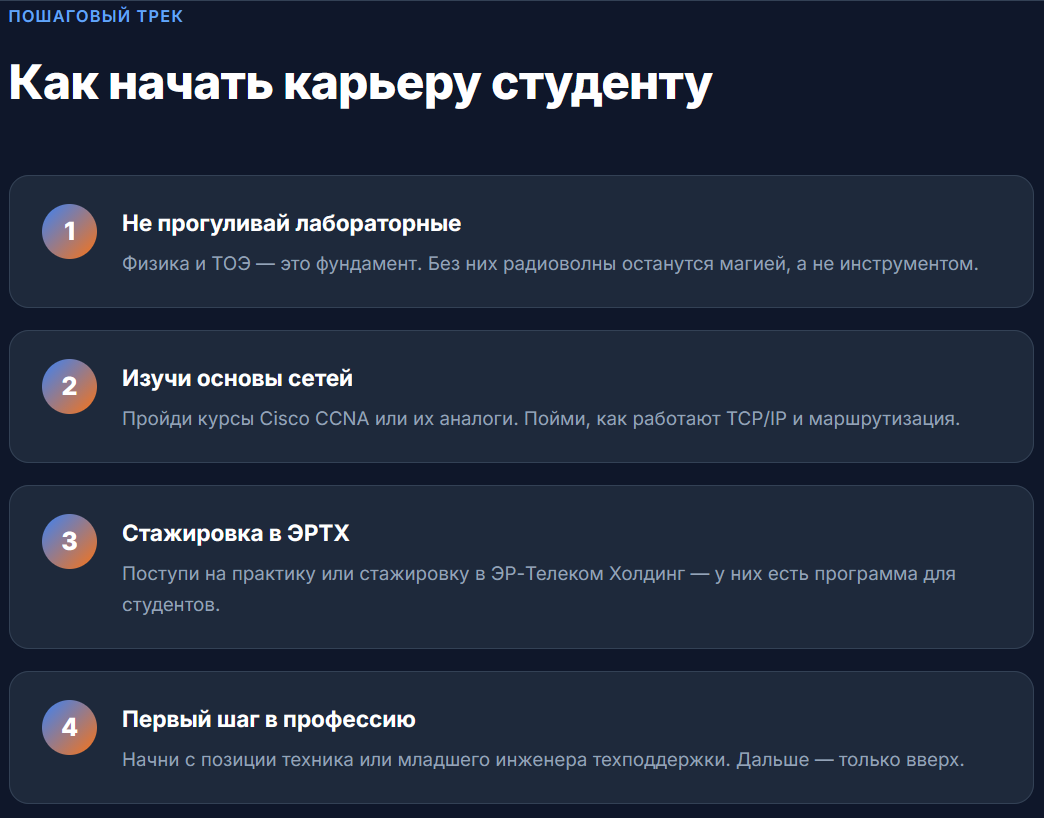 ПОШАГОВЫЙ ТРЕК
Как начать карьеру студенту
1
Не прогуливай лабораторные
Физика и ТОЭ — это фундамент. Без них радиоволны останутся магией, а не инструментом.
2
Изучи основы сетей
Пройди курсы Cisco CCNA или их аналоги. Пойми, как работают TCP/IP и маршрутизация.
3
Стажировка в ЭРТХ
Поступи на практику или стажировку в ЭР-Телеком Холдинг — у них есть программа для
студентов.
4
Первый шаг в профессию
Начни с позиции техника или младшего инженера техподдержки. Дальше — только вверх.